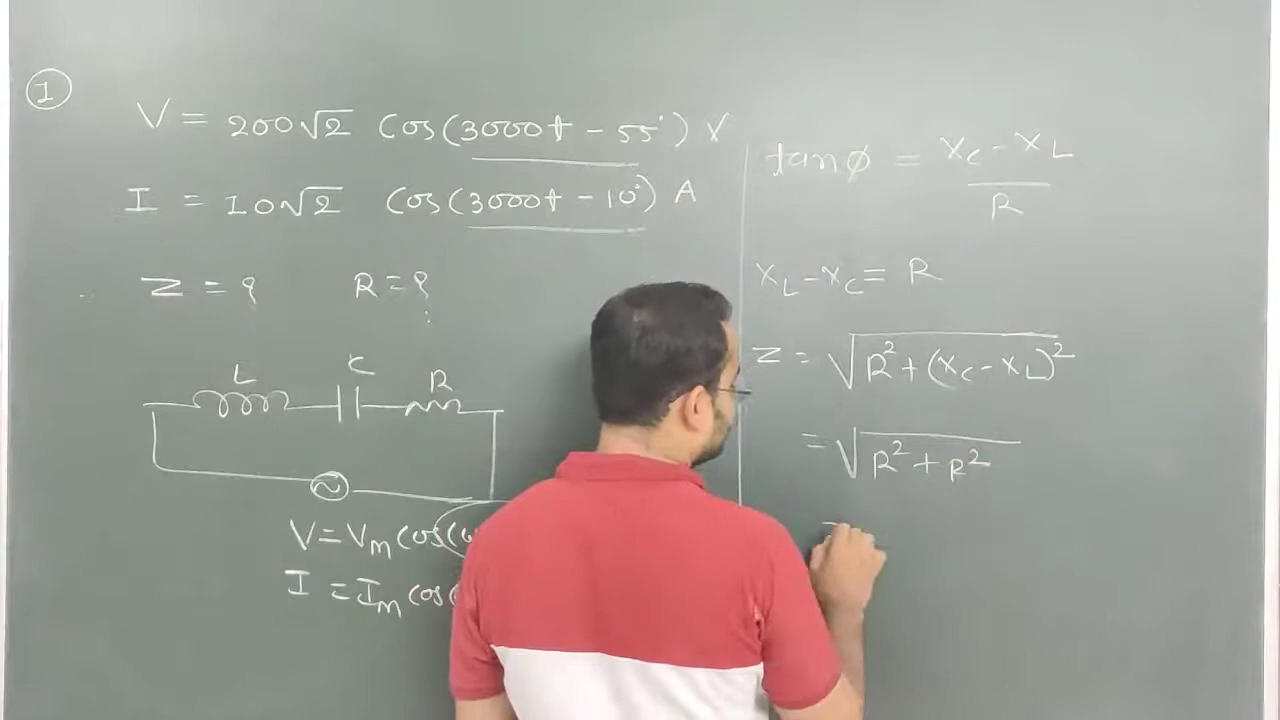 1
V = 200√2 cos(3000t - 55°) V
I = 10√2 cos(3000t - 10°) A
Z = ? R = ?
L C R
V = Vm cos(
I = Im cos(
tanϕ = XC - XL / R
XL - XC = R
Z = √R² + (XC - XL)²
= √R² + R²